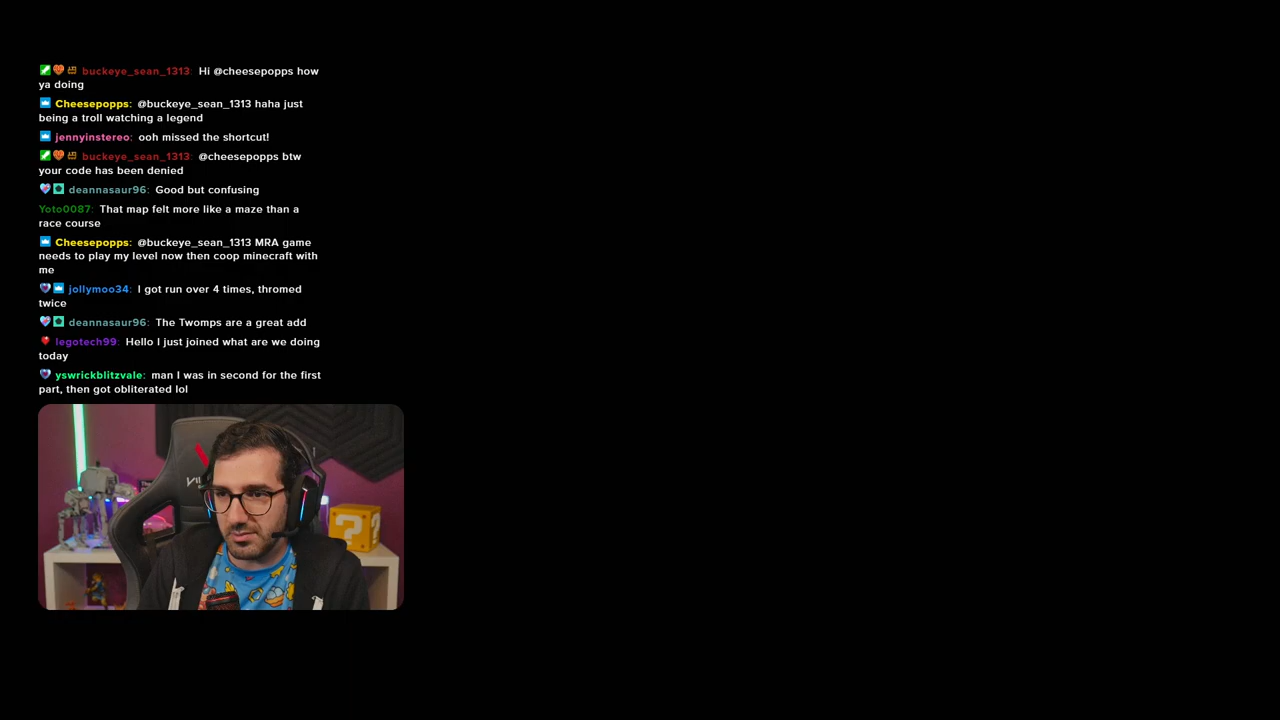 buckeye_sean_1313: Hi @cheesepopps how
ya doing
Cheesepopps: @buckeye_sean_1313 haha just
being a troll watching a legend
jennyinstereo: ooh missed the shortcut!
buckeye_sean_1313: @cheesepopps btw
your code has been denied
deannasaur96: Good but confusing
Yoto0087: That map felt more like a maze than a
race course
Cheesepopps: @buckeye_sean_1313 MRA game
needs to play my level now then coop minecraft with
me
jollymoo34: I got run over 4 times, thromed
twice
deannasaur96: The Twomps are a great add
legotech99: Hello I just joined what are we doing
today
yswrickblitzvale: man I was in second for the first
part, then got obliterated lol
?